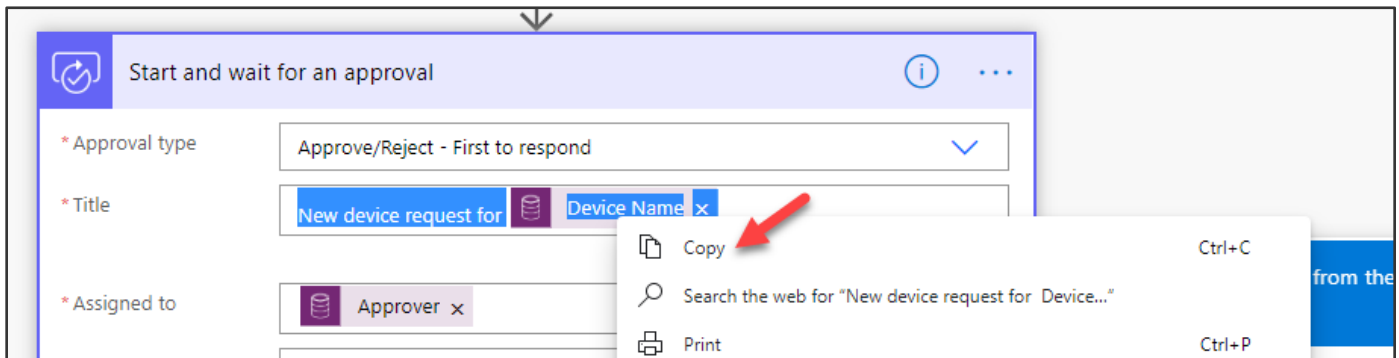 Start and wait for an approval
* Approval type
Approve/Reject - First to respond
* Title
New device request for Device Name ×
Copy Ctrl+C
Search the web for "New device request for Device..."
from the
* Assigned to
Approver ×
Print Ctrl+P